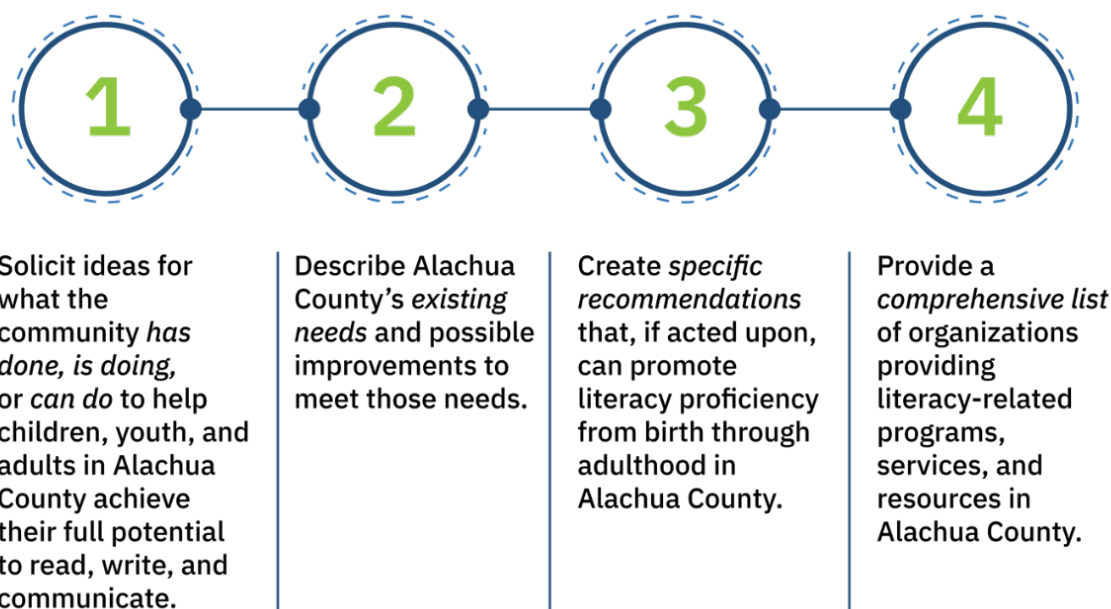 1
2
3
4
Solicit ideas for
what the
community has
done, is doing,
or can do to help
children, youth, and
adults in Alachua
County achieve
their full potential
to read, write, and
communicate.
Describe Alachua
County’s existing
needs and possible
improvements to
meet those needs.
Create specific
recommendations
that, if acted upon,
can promote
literacy proficiency
from birth through
adulthood in
Alachua County.
Provide a
comprehensive list
of organizations
providing
literacy-related
programs,
services, and
resources in
Alachua County.